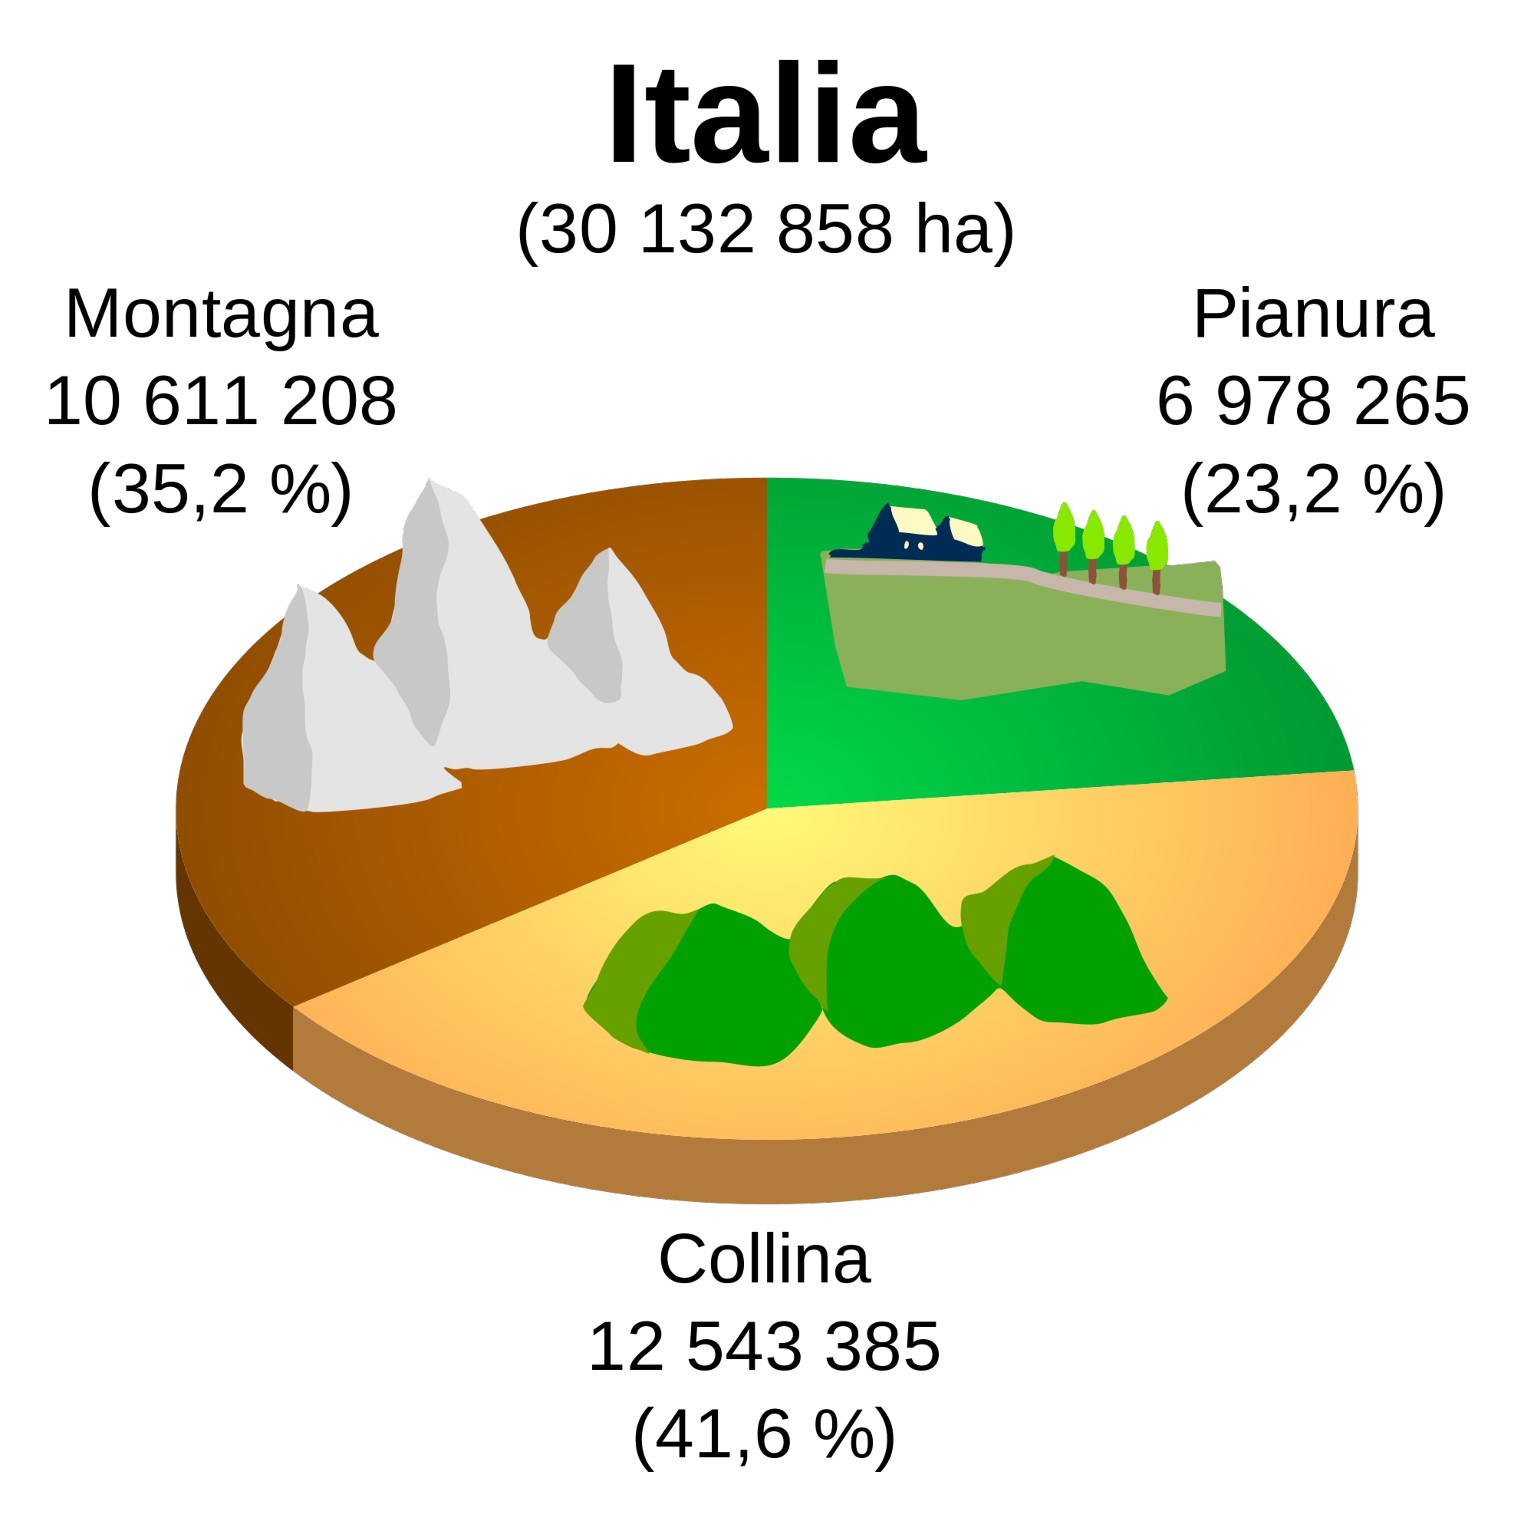 Italia
(30 132 858 ha)
Montagna
10 611 208
(35,2 %)
Pianura
6 978 265
(23,2 %)
Collina
12 543 385
(41,6 %)